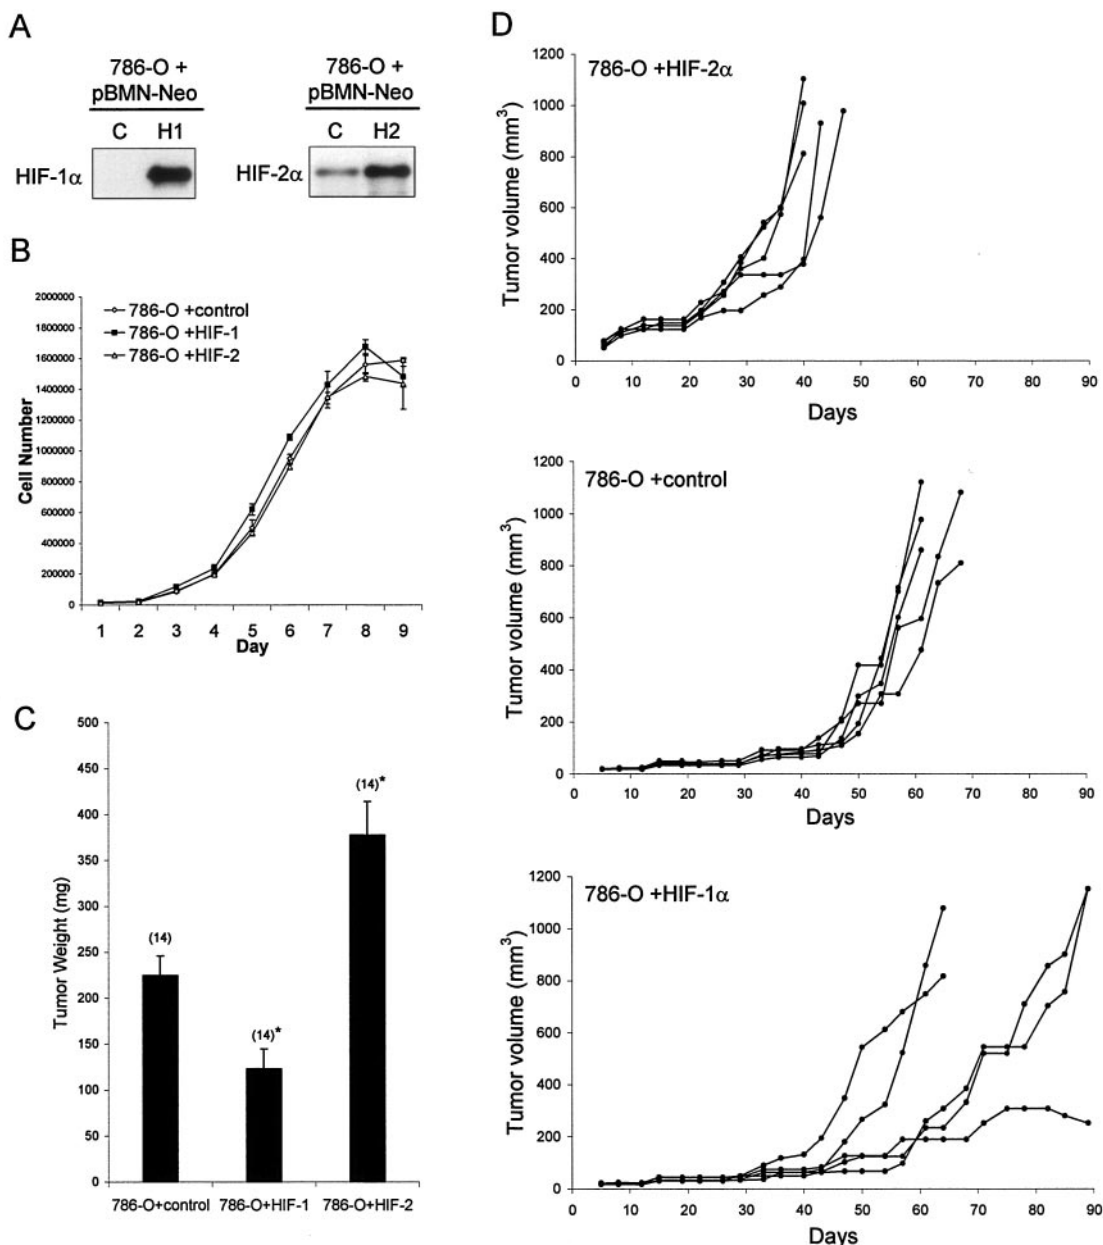 A
786-O +
pBMN-Neo
C H1
HIF-1α
786-O +
pBMN-Neo
C H2
HIF-2α
B
2000000
1800000
1600000
1400000
1200000
1000000
800000
600000
400000
200000
0
Cell Number
786-O +control
786-O +HIF-1
786-O +HIF-2
1 2 3 4 5 6 7 8 9
Day
C
500
450
400
350
300
250
200
150
100
50
0
Tumor Weight (mg)
(14)
(14)*
(14)*
786-O+control 786-O+HIF-1 786-O+HIF-2
D
786-O +HIF-2α
1200
1000
800
600
400
200
0
Tumor volume (mm³)
0 10 20 30 40 50 60 70 80 90
Days
786-O +control
1200
1000
800
600
400
200
0
Tumor volume (mm³)
0 10 20 30 40 50 60 70 80 90
Days
786-O +HIF-1α
1200
1000
800
600
400
200
0
Tumor volume (mm³)
0 10 20 30 40 50 60 70 80 90
Days